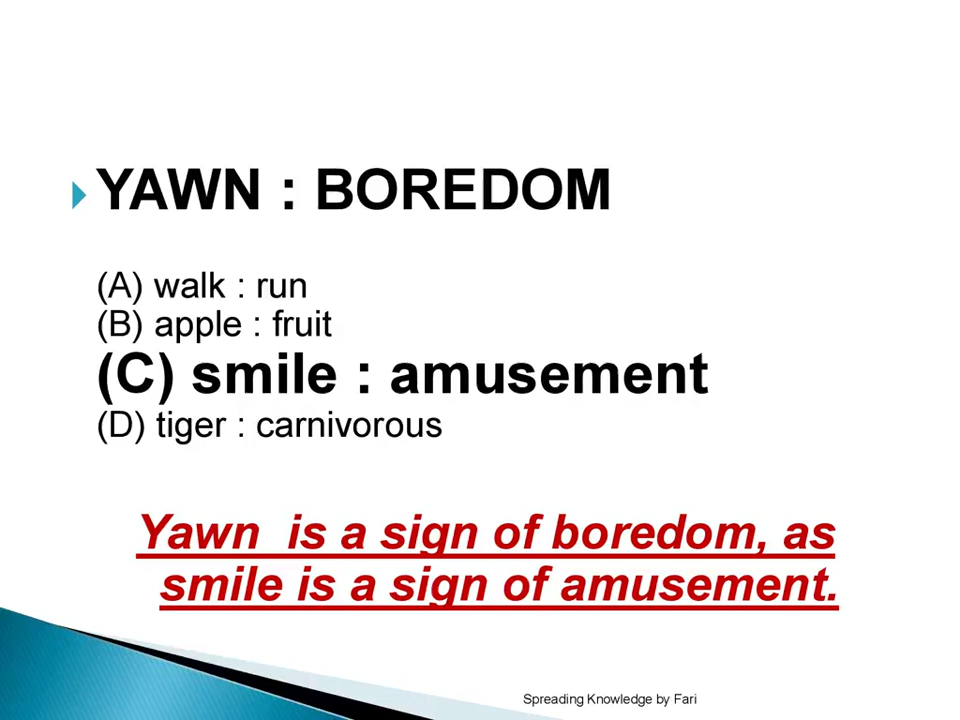 YAWN : BOREDOM
(A) walk : run
(B) apple : fruit
(C) smile : amusement
(D) tiger : carnivorous
Yawn is a sign of boredom, as
smile is a sign of amusement.
Spreading Knowledge by Fari